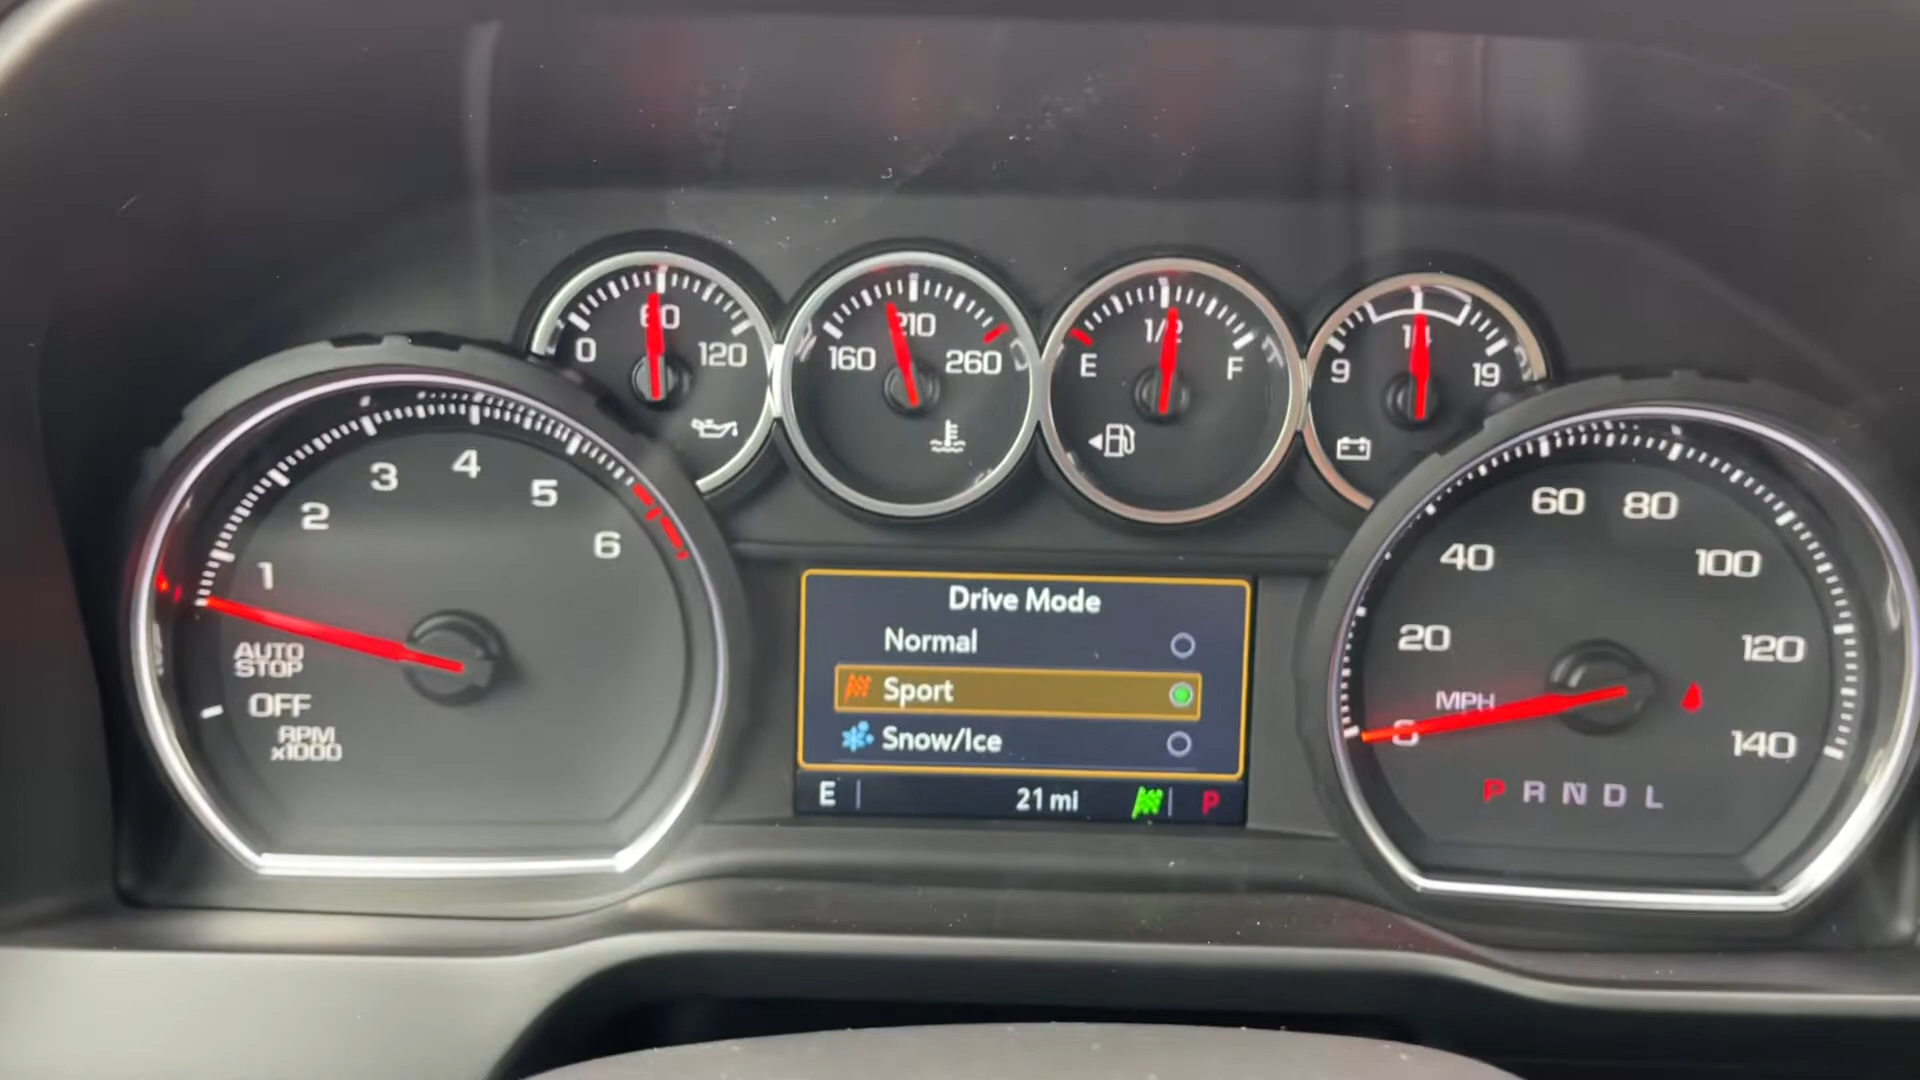 0 60 120
160 210 260
E 1/2 F
9 14 19
1 2 3 4 5 6
AUTO
STOP
OFF
RPM
x1000
Drive Mode
Normal
Sport
Snow/Ice
E 21 mi P
0 20 40 60 80 100 120 140
MPH
P R N D L